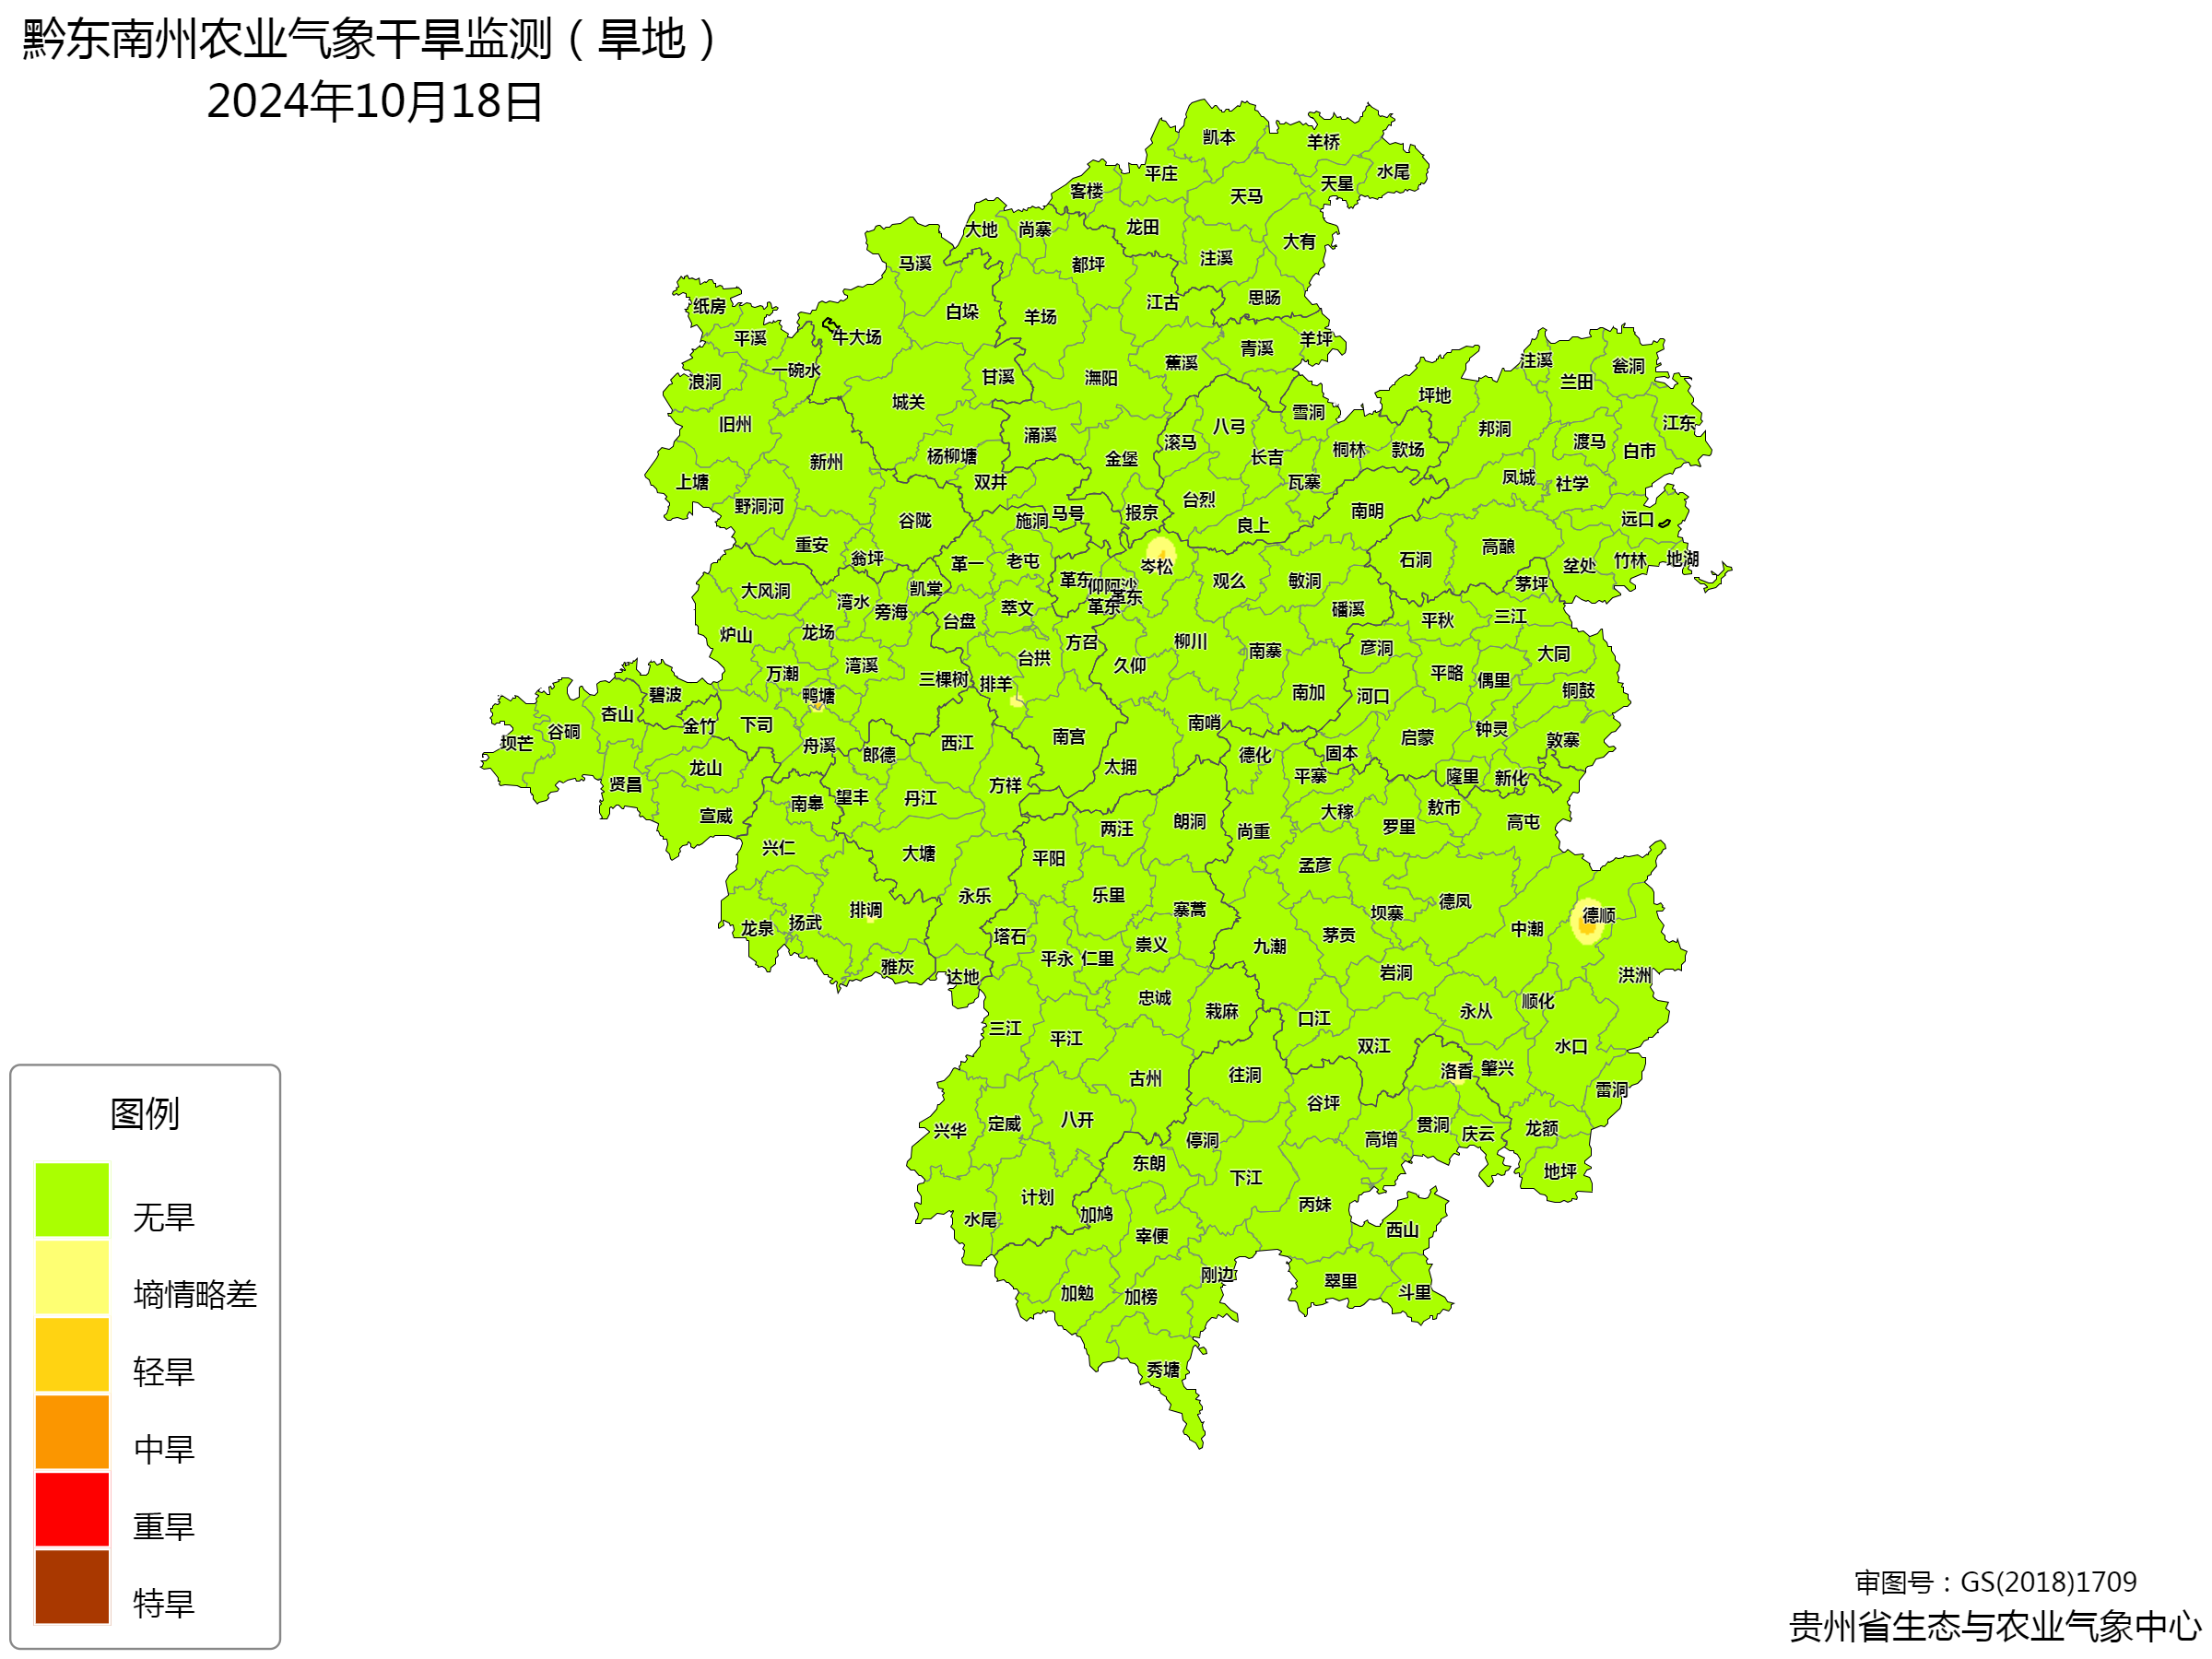 黔东南州农业气象干旱监测（旱地）
2024年10月18日
凯本
羊桥
水尾
平庄
天星
客楼
天马
大地
尚寨
龙田
大有
马溪
都坪
注溪
纸房
白垛
羊场
江古
思旸
平溪
牛大场
青溪
羊坪
一碗水
甘溪
潕阳
蕉溪
注溪
瓮洞
浪洞
兰田
坪地
城关
雪洞
旧州
八弓
江东
涌溪
滚马
邦洞
渡马
杨柳塘
新州
金堡
长吉
桐林
款场
白市
上塘
双井
瓦寨
凤城
社学
野洞河
台烈
谷陇
施洞
马号
报京
良上
南明
远口
重安
翁坪
高酿
革一
老屯
岑松
石洞
盆处
竹林
地湖
大风洞
凯棠
革东
仰阿沙
观么
敏洞
茅坪
湾水
旁海
萃文
革东
革东
磻溪
三江
炉山
龙场
台盘
平秋
方召
柳川
湾溪
台拱
久仰
南寨
彦洞
大同
万潮
三棵树
排羊
平略
偶里
碧波
鸭塘
南加
河口
铜鼓
杏山
金竹
下司
南哨
谷硐
坝芒
舟溪
郎德
西江
南宫
德化
固本
启蒙
钟灵
敦寨
龙山
太拥
贤昌
方祥
平寨
隆里
新化
南皋
望丰
丹江
宣威
大稼
敖市
两汪
朗洞
尚重
罗里
高屯
兴仁
大塘
平阳
孟彦
永乐
乐里
德凤
排调
寨蒿
坝寨
德顺
龙泉
扬武
塔石
崇义
九潮
茅贡
中潮
雅灰
达地
平永
仁里
岩洞
洪洲
忠诚
栽麻
口江
永从
顺化
三江
平江
双江
水口
古州
往洞
洛香
肇兴
雷洞
谷坪
兴华
定威
八开
停洞
高增
贯洞
庆云
龙额
东朗
下江
地坪
计划
丙妹
水尾
加鸠
宰便
西山
刚边
翠里
加勉
加榜
斗里
秀塘
图例
无旱
墒情略差
轻旱
中旱
重旱
特旱
审图号：GS(2018)1709
贵州省生态与农业气象中心